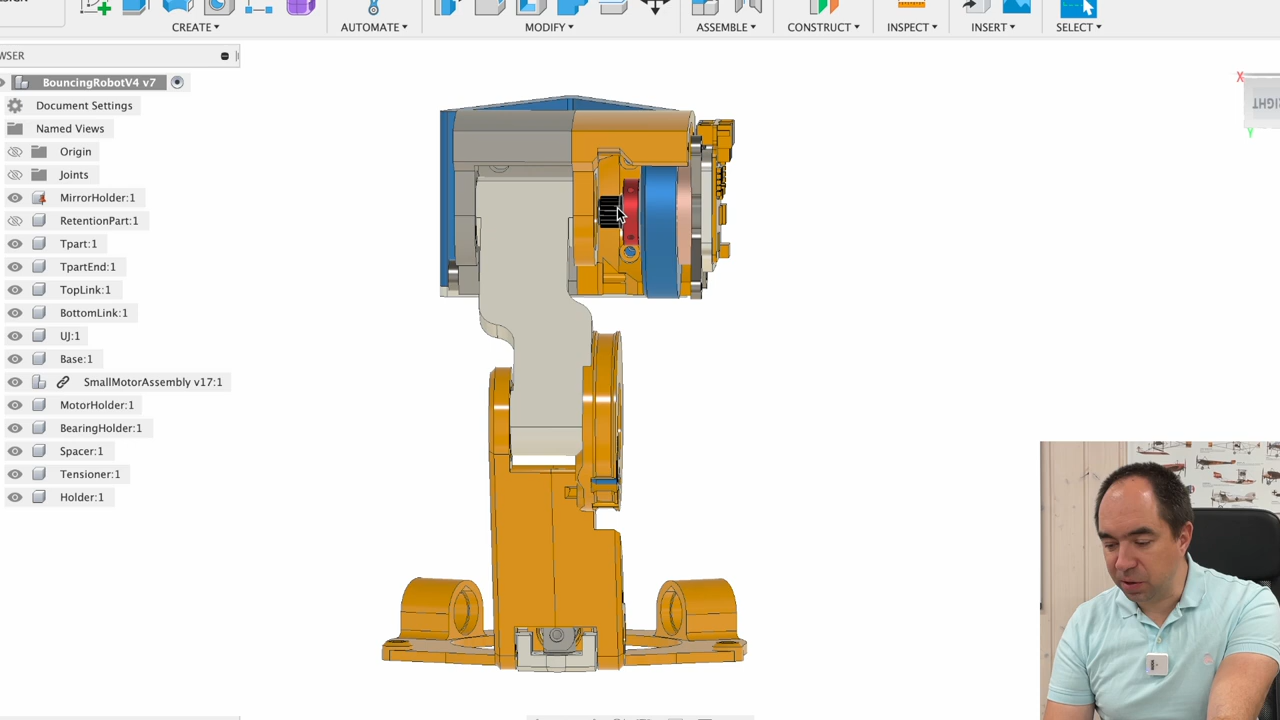 CREATE▾
AUTOMATE▾
MODIFY▾
ASSEMBLE▾
CONSTRUCT▾
INSPECT▾
INSERT▾
SELECT▾
WSER
BouncingRobotV4 v7
Document Settings
Named Views
Origin
Joints
MirrorHolder:1
RetentionPart:1
Tpart:1
TpartEnd:1
TopLink:1
BottomLink:1
UJ:1
Base:1
SmallMotorAssembly v17:1
MotorHolder:1
BearingHolder:1
Spacer:1
Tensioner:1
Holder:1
X
RIGH
Y